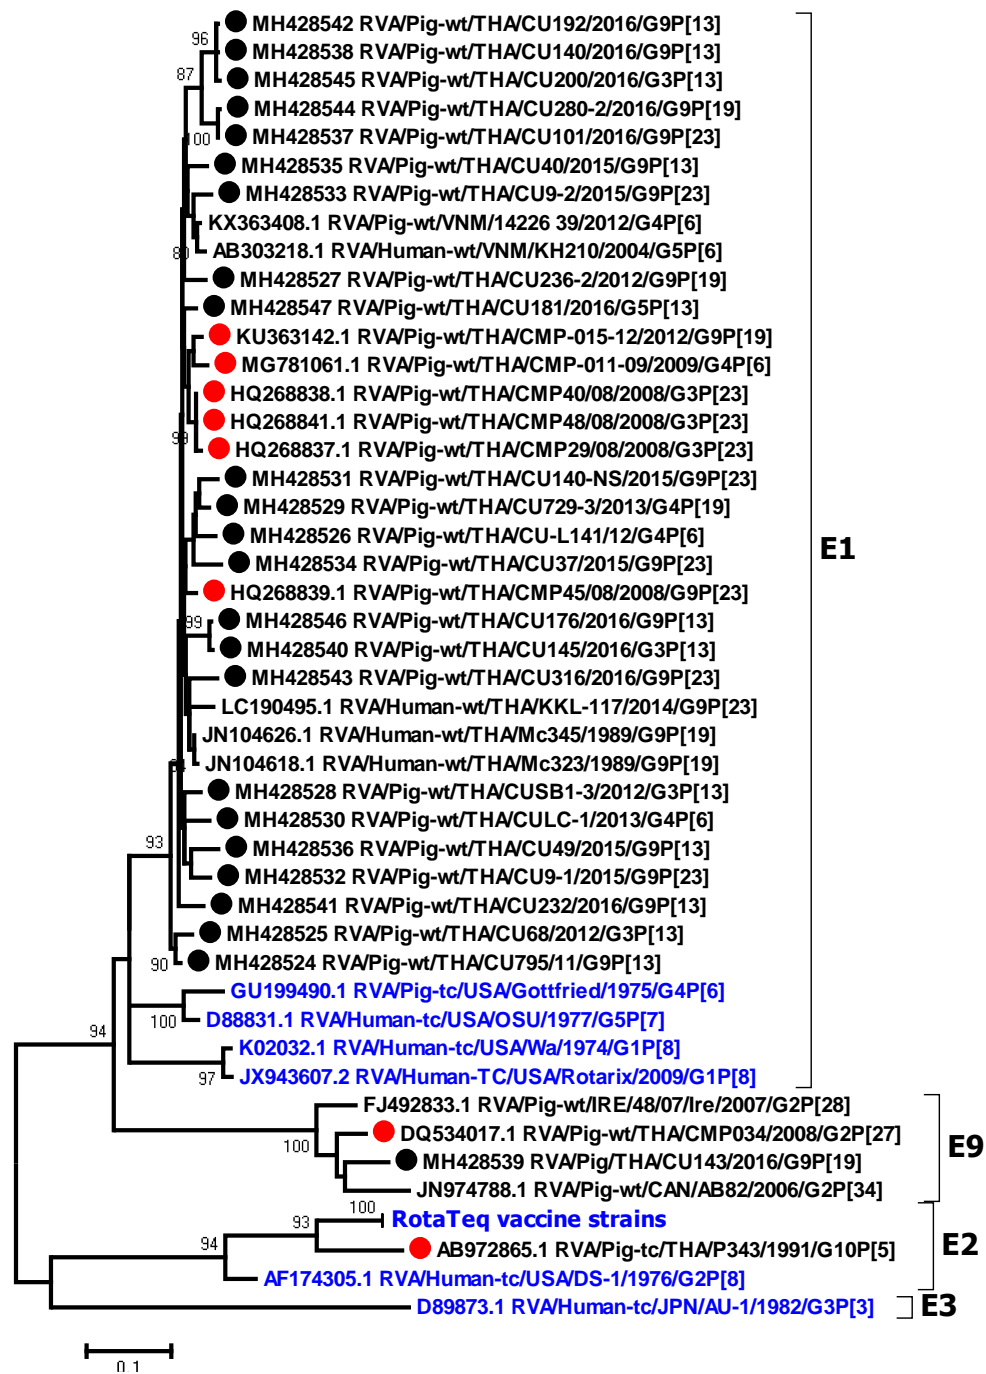 96
MH428542 RVA/Pig-wt/THA/CU192/2016/G9P[13]
MH428538 RVA/Pig-wt/THA/CU140/2016/G9P[13]
87
MH428545 RVA/Pig-wt/THA/CU200/2016/G3P[13]
MH428544 RVA/Pig-wt/THA/CU280-2/2016/G9P[19]
100
MH428537 RVA/Pig-wt/THA/CU101/2016/G9P[23]
MH428535 RVA/Pig-wt/THA/CU40/2015/G9P[13]
MH428533 RVA/Pig-wt/THA/CU9-2/2015/G9P[23]
KX363408.1 RVA/Pig-wt/VNM/14226 39/2012/G4P[6]
80
AB303218.1 RVA/Human-wt/VNM/KH210/2004/G5P[6]
MH428527 RVA/Pig-wt/THA/CU236-2/2012/G9P[19]
MH428547 RVA/Pig-wt/THA/CU181/2016/G5P[13]
KU363142.1 RVA/Pig-wt/THA/CMP-015-12/2012/G9P[19]
MG781061.1 RVA/Pig-wt/THA/CMP-011-09/2009/G4P[6]
HQ268838.1 RVA/Pig-wt/THA/CMP40/08/2008/G3P[23]
HQ268841.1 RVA/Pig-wt/THA/CMP48/08/2008/G3P[23]
99
HQ268837.1 RVA/Pig-wt/THA/CMP29/08/2008/G3P[23]
MH428531 RVA/Pig-wt/THA/CU140-NS/2015/G9P[23]
MH428529 RVA/Pig-wt/THA/CU729-3/2013/G4P[19]
MH428526 RVA/Pig-wt/THA/CU-L141/12/G4P[6]
E1
MH428534 RVA/Pig-wt/THA/CU37/2015/G9P[23]
HQ268839.1 RVA/Pig-wt/THA/CMP45/08/2008/G9P[23]
99
MH428546 RVA/Pig-wt/THA/CU176/2016/G9P[13]
MH428540 RVA/Pig-wt/THA/CU145/2016/G3P[13]
MH428543 RVA/Pig-wt/THA/CU316/2016/G9P[23]
LC190495.1 RVA/Human-wt/THA/KKL-117/2014/G9P[23]
JN104626.1 RVA/Human-wt/THA/Mc345/1989/G9P[19]
JN104618.1 RVA/Human-wt/THA/Mc323/1989/G9P[19]
MH428528 RVA/Pig-wt/THA/CUSB1-3/2012/G3P[13]
MH428530 RVA/Pig-wt/THA/CULC-1/2013/G4P[6]
93
MH428536 RVA/Pig-wt/THA/CU49/2015/G9P[13]
MH428532 RVA/Pig-wt/THA/CU9-1/2015/G9P[23]
MH428541 RVA/Pig-wt/THA/CU232/2016/G9P[13]
MH428525 RVA/Pig-wt/THA/CU68/2012/G3P[13]
90
MH428524 RVA/Pig-wt/THA/CU795/11/G9P[13]
GU199490.1 RVA/Pig-tc/USA/Gottfried/1975/G4P[6]
100
D88831.1 RVA/Human-tc/USA/OSU/1977/G5P[7]
94
K02032.1 RVA/Human-tc/USA/Wa/1974/G1P[8]
97
JX943607.2 RVA/Human-TC/USA/Rotarix/2009/G1P[8]
FJ492833.1 RVA/Pig-wt/IRE/48/07/Ire/2007/G2P[28]
DQ534017.1 RVA/Pig-wt/THA/CMP034/2008/G2P[27]
100
E9
MH428539 RVA/Pig/THA/CU143/2016/G9P[19]
JN974788.1 RVA/Pig-wt/CAN/AB82/2006/G2P[34]
100
RotaTeq vaccine strains
93
E2
AB972865.1 RVA/Pig-tc/THA/P343/1991/G10P[5]
94
AF174305.1 RVA/Human-tc/USA/DS-1/1976/G2P[8]
D89873.1 RVA/Human-tc/JPN/AU-1/1982/G3P[3]
E3
0.1